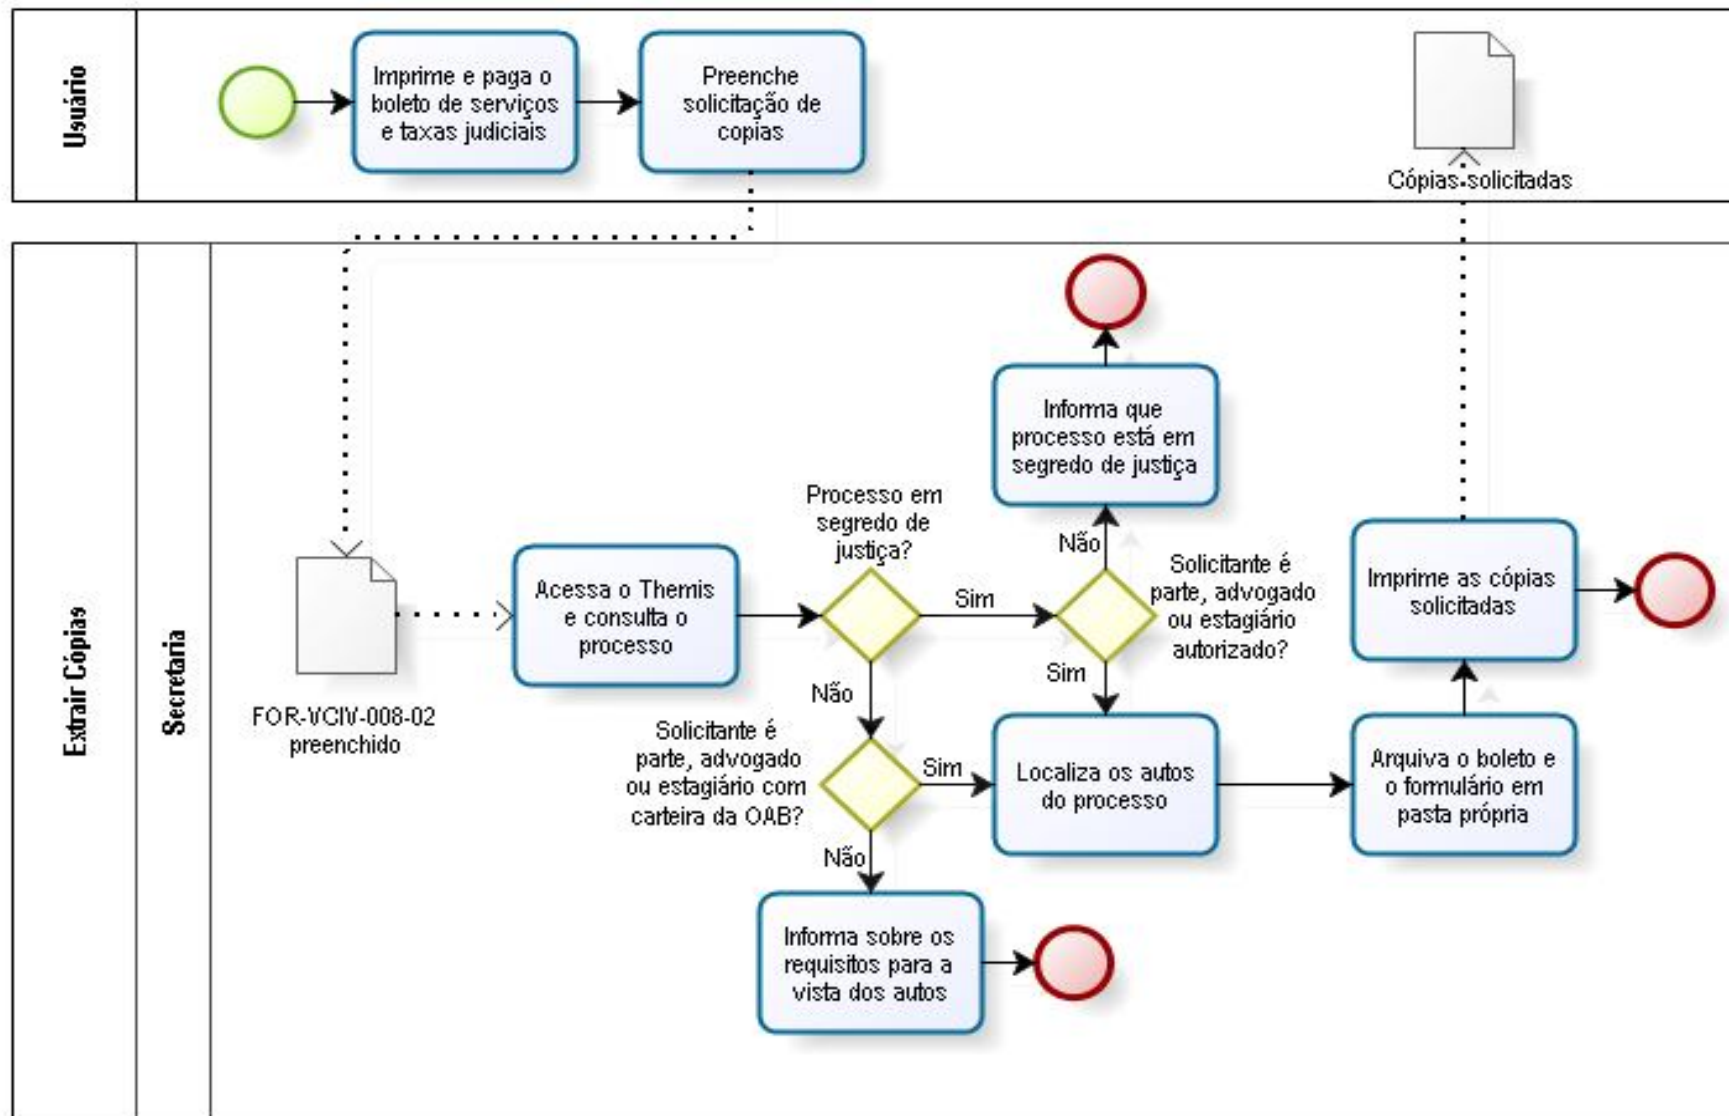 Usuário
Imprime e paga o
boleto de serviços
e taxas judiciais
Preenche
solicitação de
copias
Cópias solicitadas
Extrair Cópias
Secretaria
FOR-VCIV-008-02
preenchido
Acessa o Themis
e consulta o
processo
Processo em
segredo de
justiça?
Sim
Não
Informa que
processo está em
segredo de justiça
Não
Solicitante é
parte, advogado
ou estagiário
autorizado?
Sim
Solicitante é
parte, advogado
ou estagiário com
carteira da OAB?
Sim
Não
Localiza os autos
do processo
Arquiva o boleto e
o formulário em
pasta própria
Imprime as cópias
solicitadas
Informa sobre os
requisitos para a
vista dos autos